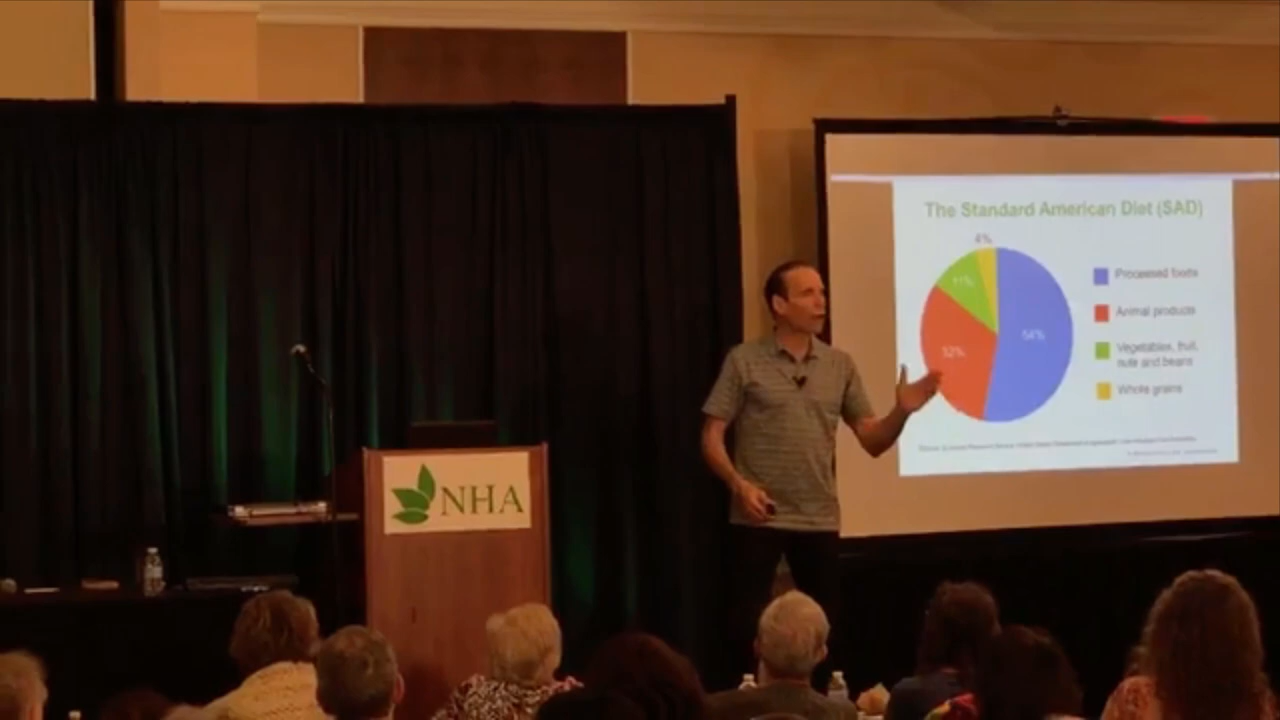 The Standard American Diet (SAD)
4%
11%
54%
32%
Processed foods
Animal products
Vegetables, fruit,
nuts and beans
Whole grains
NHA